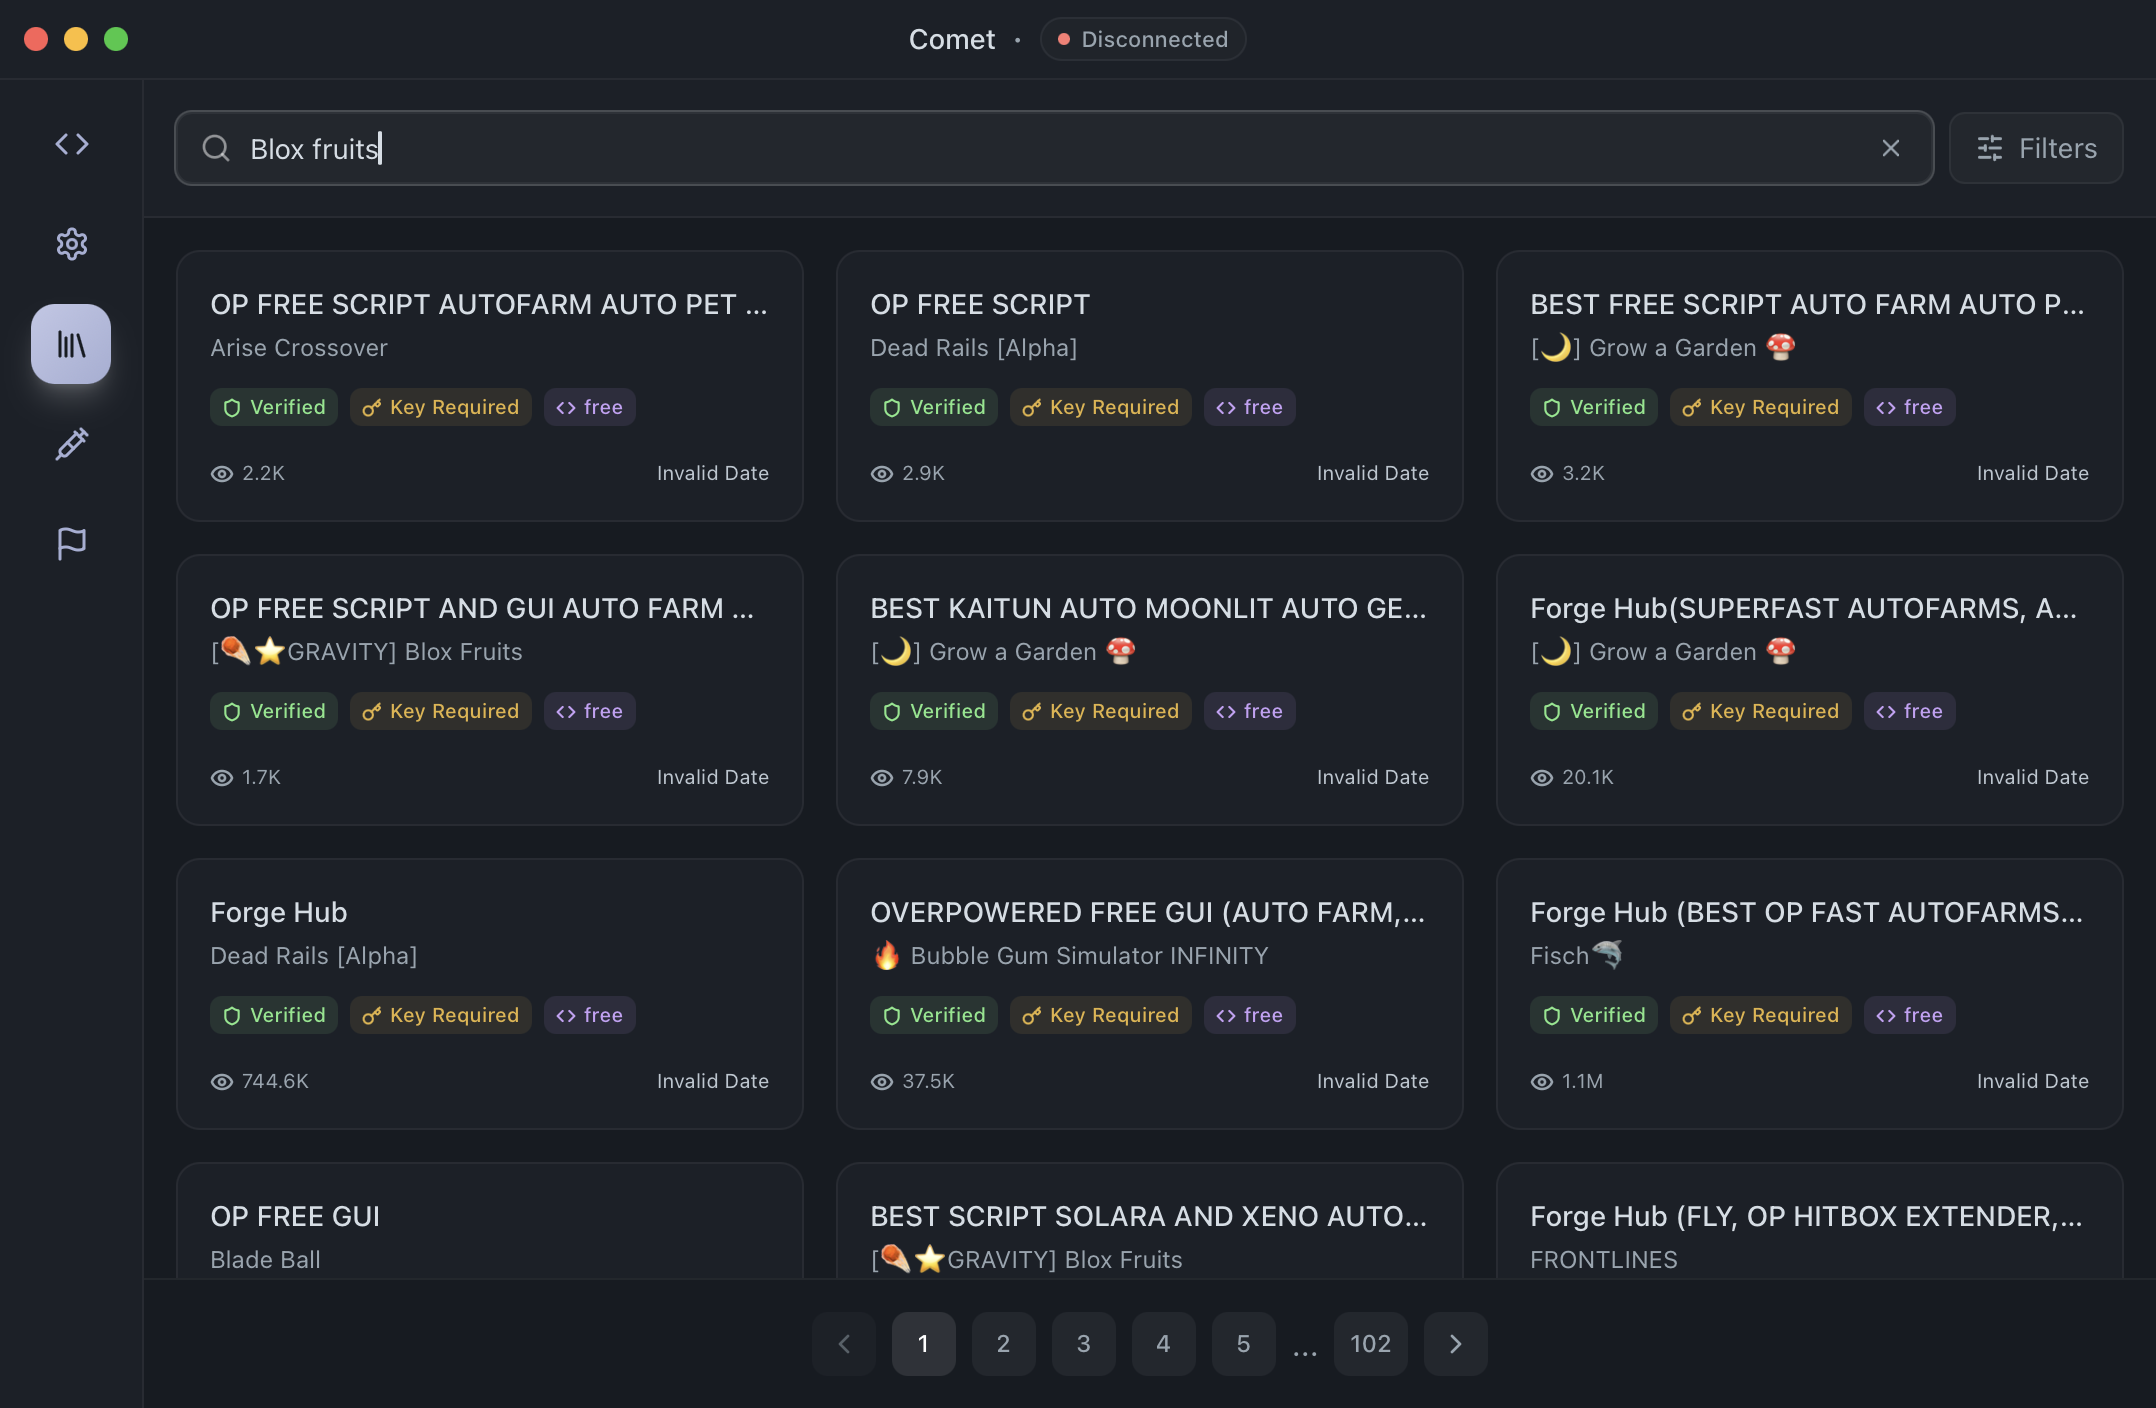 Comet · Disconnected
Blox fruits
Filters
OP FREE SCRIPT AUTOFARM AUTO PET ...
Arise Crossover
Verified Key Required <> free
2.2K Invalid Date
OP FREE SCRIPT
Dead Rails [Alpha]
Verified Key Required <> free
2.9K Invalid Date
BEST FREE SCRIPT AUTO FARM AUTO P...
[🌙] Grow a Garden 🍄
Verified Key Required <> free
3.2K Invalid Date
OP FREE SCRIPT AND GUI AUTO FARM ...
[☄️⭐GRAVITY] Blox Fruits
Verified Key Required <> free
1.7K Invalid Date
BEST KAITUN AUTO MOONLIT AUTO GE...
[🌙] Grow a Garden 🍄
Verified Key Required <> free
7.9K Invalid Date
Forge Hub(SUPERFAST AUTOFARMS, A...
[🌙] Grow a Garden 🍄
Verified Key Required <> free
20.1K Invalid Date
Forge Hub
Dead Rails [Alpha]
Verified Key Required <> free
744.6K Invalid Date
OVERPOWERED FREE GUI (AUTO FARM,...
🔥 Bubble Gum Simulator INFINITY
Verified Key Required <> free
37.5K Invalid Date
Forge Hub (BEST OP FAST AUTOFARMS...
Fisch🦈
Verified Key Required <> free
1.1M Invalid Date
OP FREE GUI
Blade Ball
BEST SCRIPT SOLARA AND XENO AUTO...
[☄️⭐GRAVITY] Blox Fruits
Forge Hub (FLY, OP HITBOX EXTENDER,...
FRONTLINES
1 2 3 4 5 ... 102